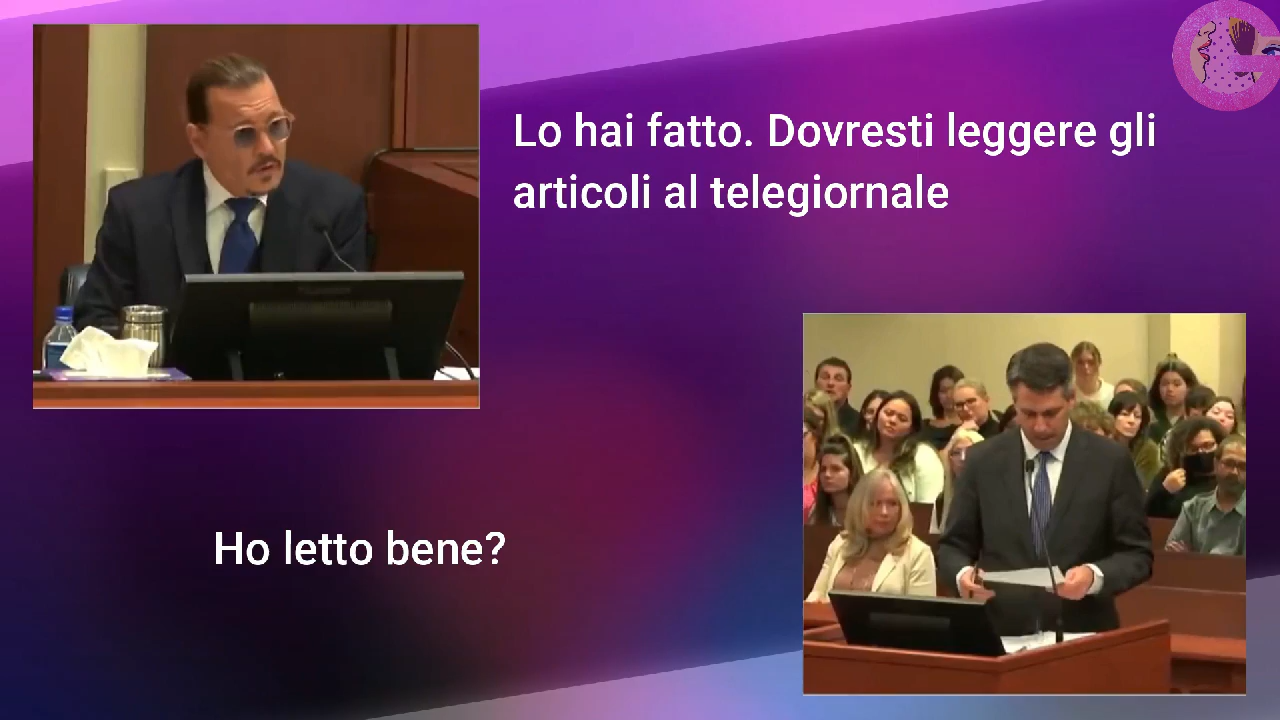 Lo hai fatto. Dovresti leggere gli
articoli al telegiornale
Ho letto bene?